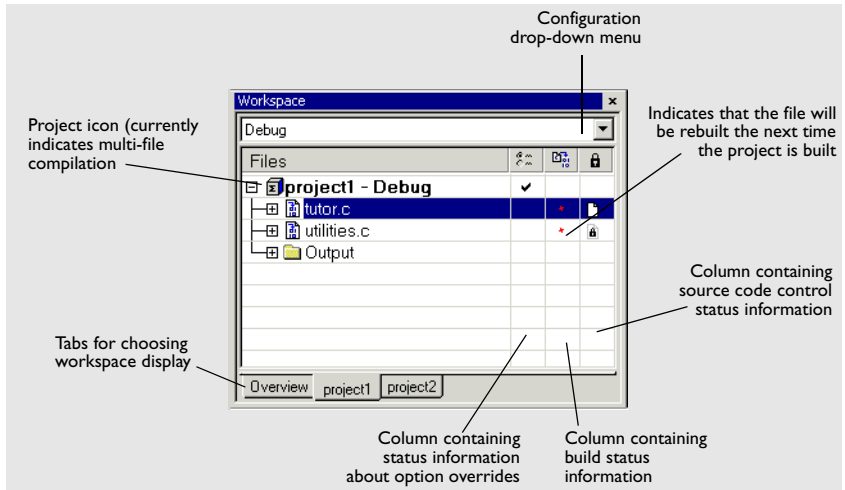 Configuration
drop-down menu
Workspace
Debug
Project icon (currently
indicates multi-file
compilation
Indicates that the file will
be rebuilt the next time
the project is built
Files
project1 - Debug
tutor.c
utilities.c
Output
Column containing
source code control
status information
Tabs for choosing
workspace display
Overview
project1
project2
Column containing
status information
about option overrides
Column containing
build status
information